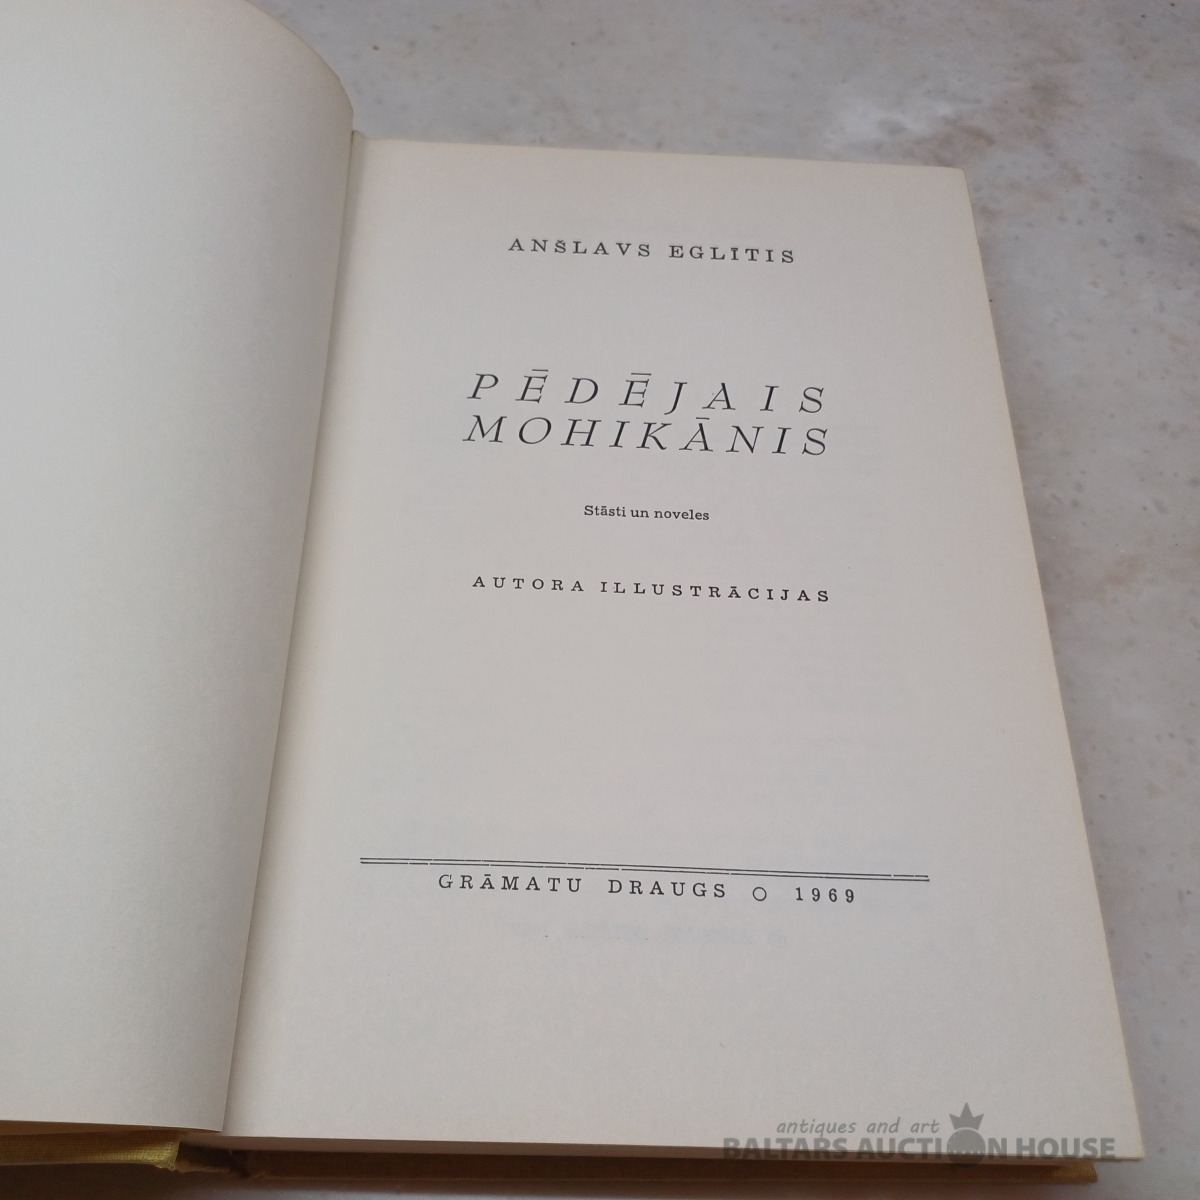 ANŠLAVS EGLĪTIS
PĒDĒJAIS
MOHIKĀNIS
Stāsti un noveles
AUTORA ILLUSTRĀCIJAS
GRĀMATU DRAUGS ○ 1969
antiques and art
BALTARS AUCTION HOUSE